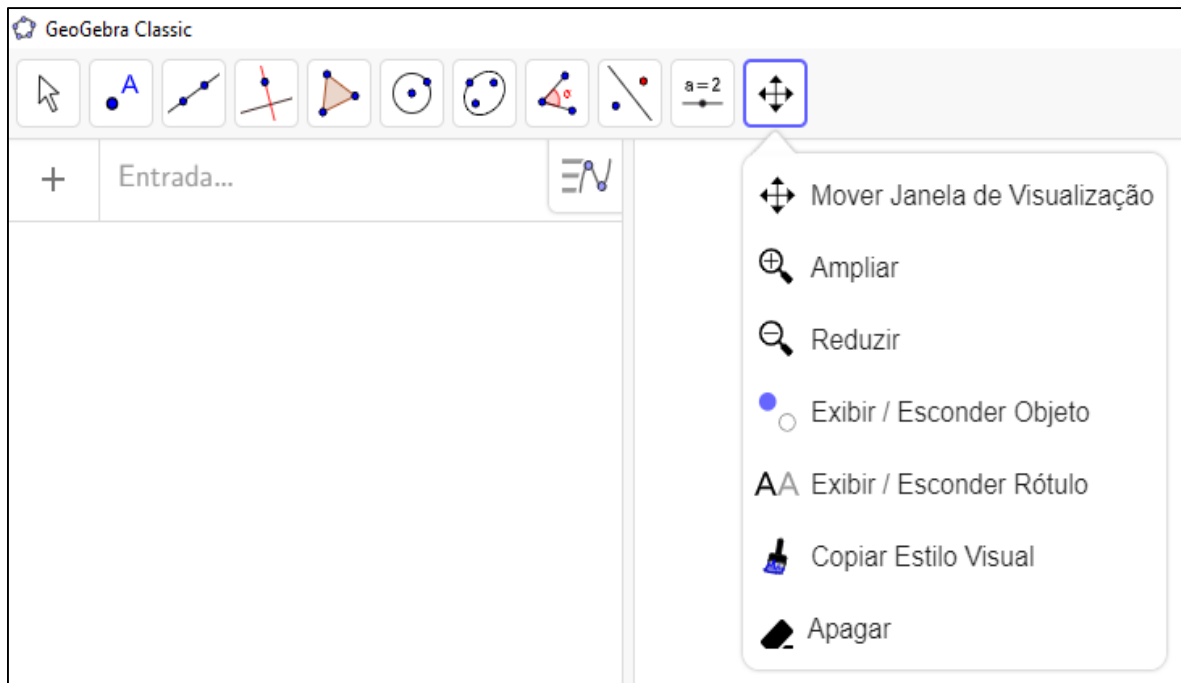 GeoGebra Classic
A
α
a=2
Entrada...
Mover Janela de Visualização
Ampliar
Reduzir
Exibir / Esconder Objeto
AA Exibir / Esconder Rótulo
Copiar Estilo Visual
Apagar